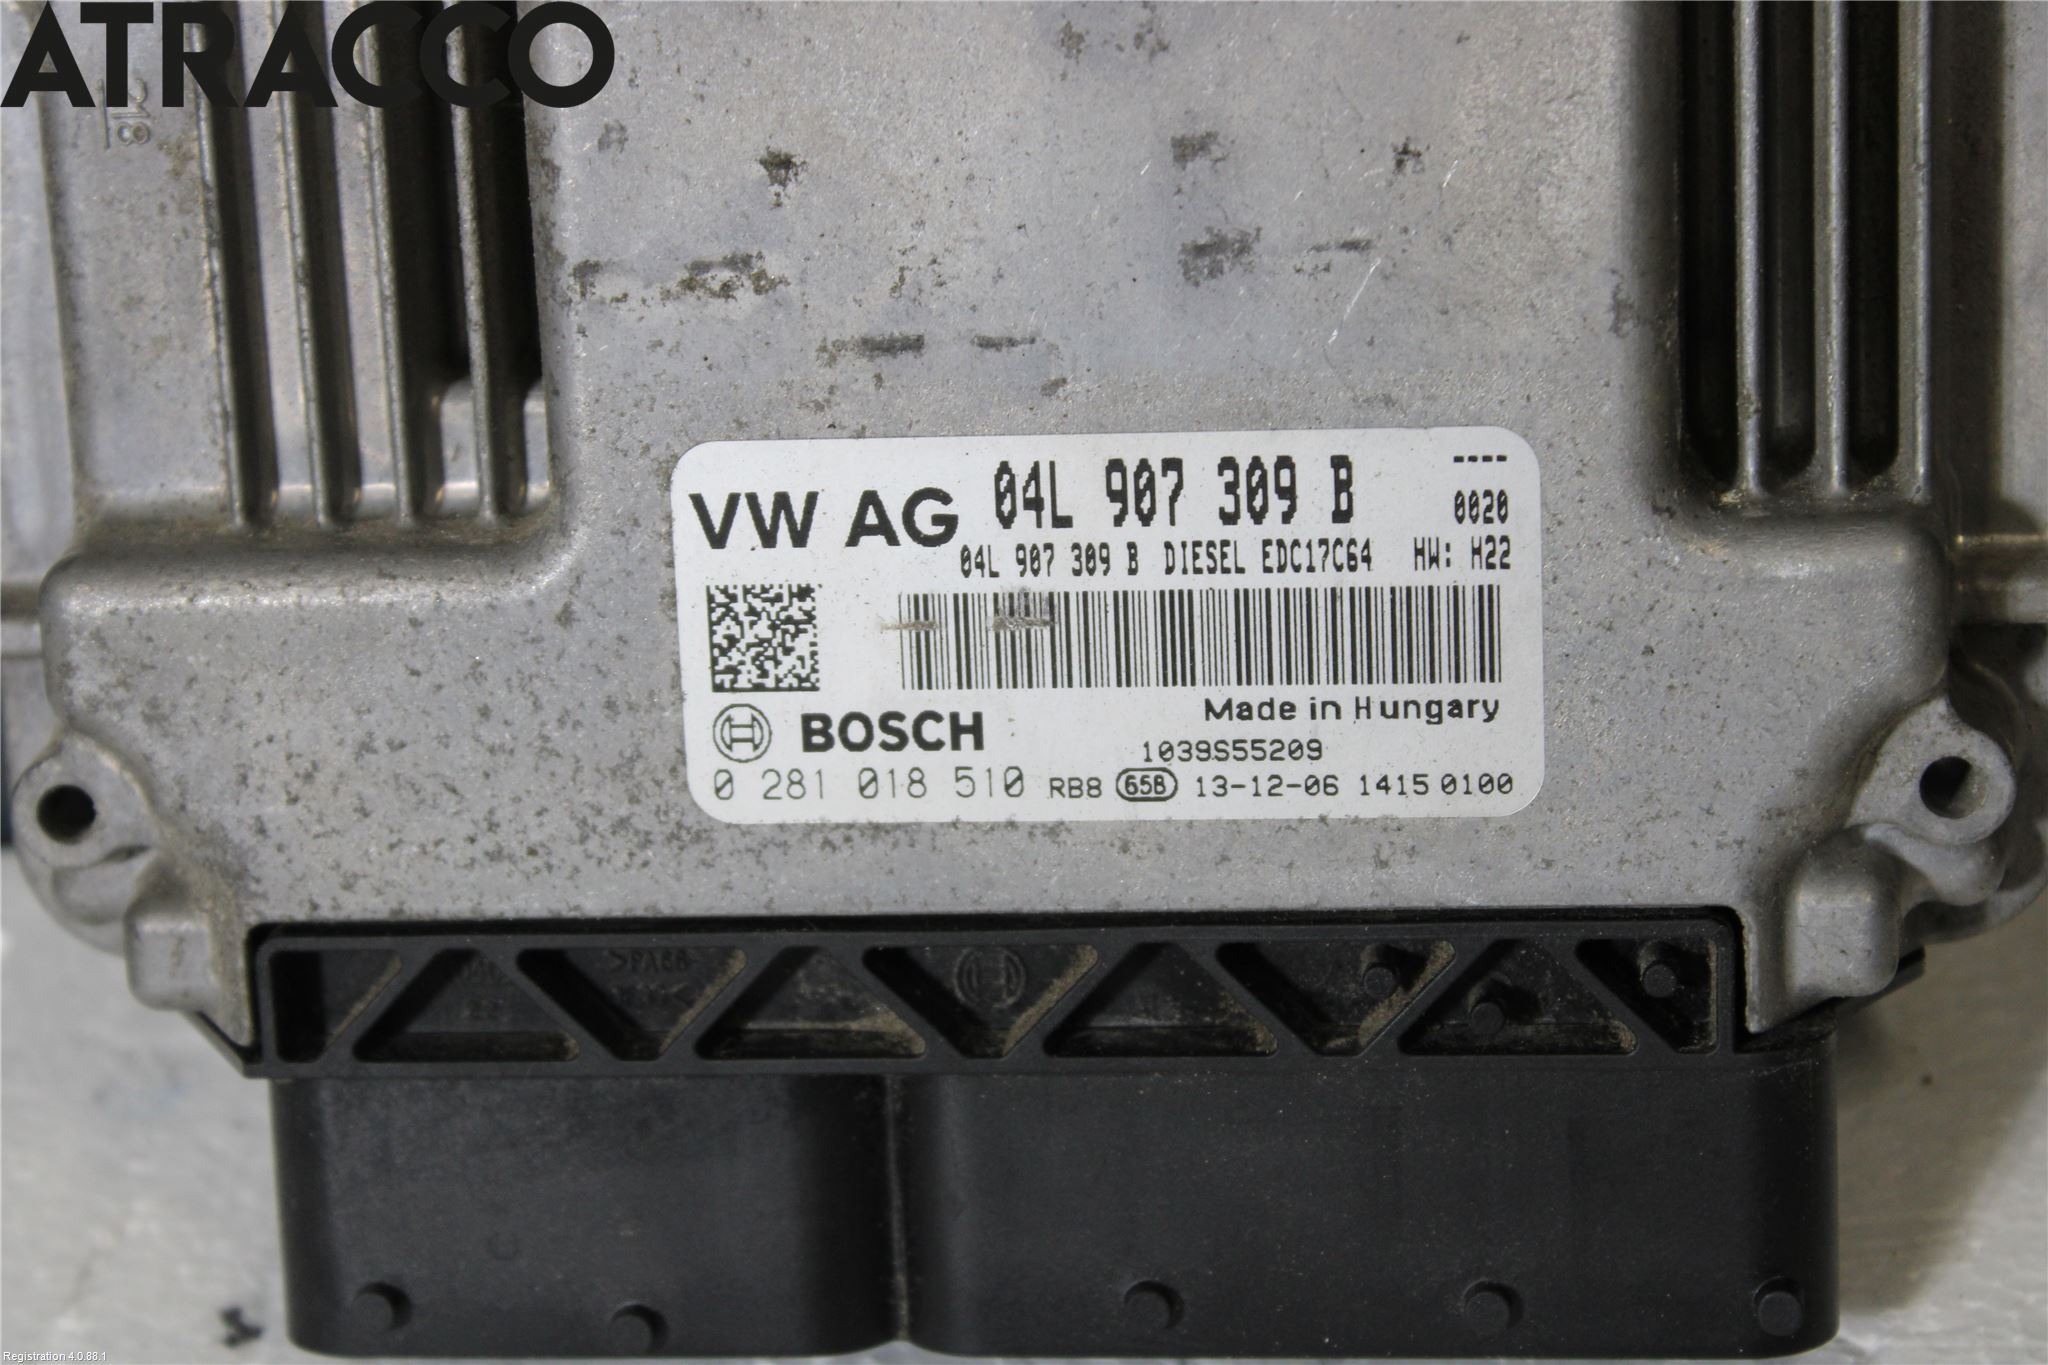 ATRACCO
VW AG 04L 907 309 B ----
0020
04L 907 309 B DIESEL EDC17C64 HW: H22
Made in Hungary
BOSCH
1039S55209
0 281 018 510 RB8 65B 13-12-06 1415 0100
Registration 4.0.88.1